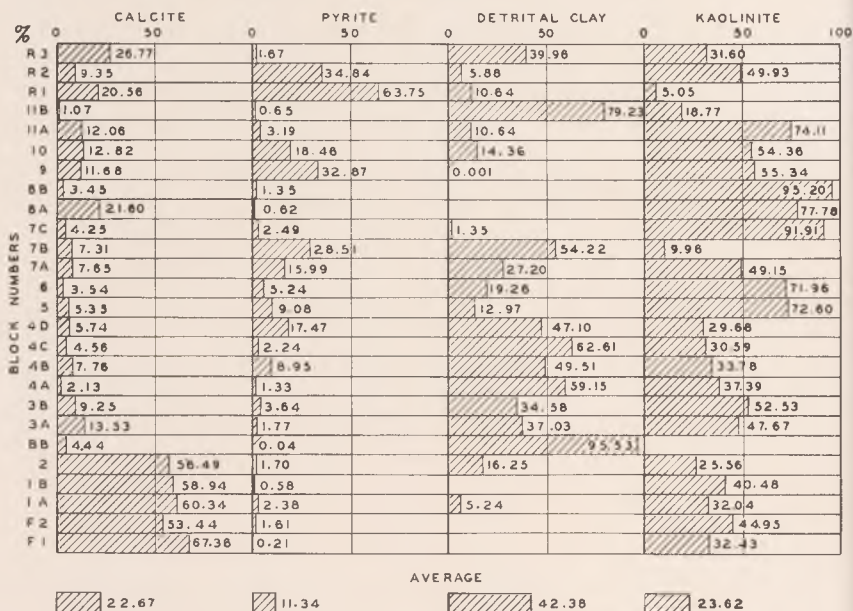 CALCITE PYRITE DETRITAL CLAY KAOLINITE
% 0 50 0 50 0 50 0 50 100
BLOCK NUMBERS
R 3 26.77 1.67 39.96 31.60
R 2 9.35 34.84 5.88 49.93
R 1 20.56 63.75 10.64 5.05
11B 1.07 0.65 79.23 18.77
11A 12.06 3.19 10.64 74.11
10 12.82 18.46 14.36 54.36
9 11.68 32.87 0.001 55.34
8B 3.45 1.35 95.20
8A 21.60 0.62 77.78
7C 4.25 2.49 1.35 91.91
7B 7.31 28.51 54.22 9.96
7A 7.65 15.99 27.20 49.15
6 3.54 5.24 19.26 71.96
5 5.35 9.08 12.97 72.60
4D 5.74 17.47 47.10 29.68
4C 4.56 2.24 62.61 30.59
4B 7.76 8.95 49.51 33.78
4A 2.13 1.33 59.15 37.39
3B 9.25 3.64 34.58 52.53
3A 13.53 1.77 37.03 47.67
BB 4.44 0.04 95.53
2 56.49 1.70 16.25 25.56
1B 58.94 0.58 40.48
1A 60.34 2.38 5.24 32.04
F2 53.44 1.61 44.95
F1 67.36 0.21 32.43
AVERAGE
22.67 11.34 42.38 23.62